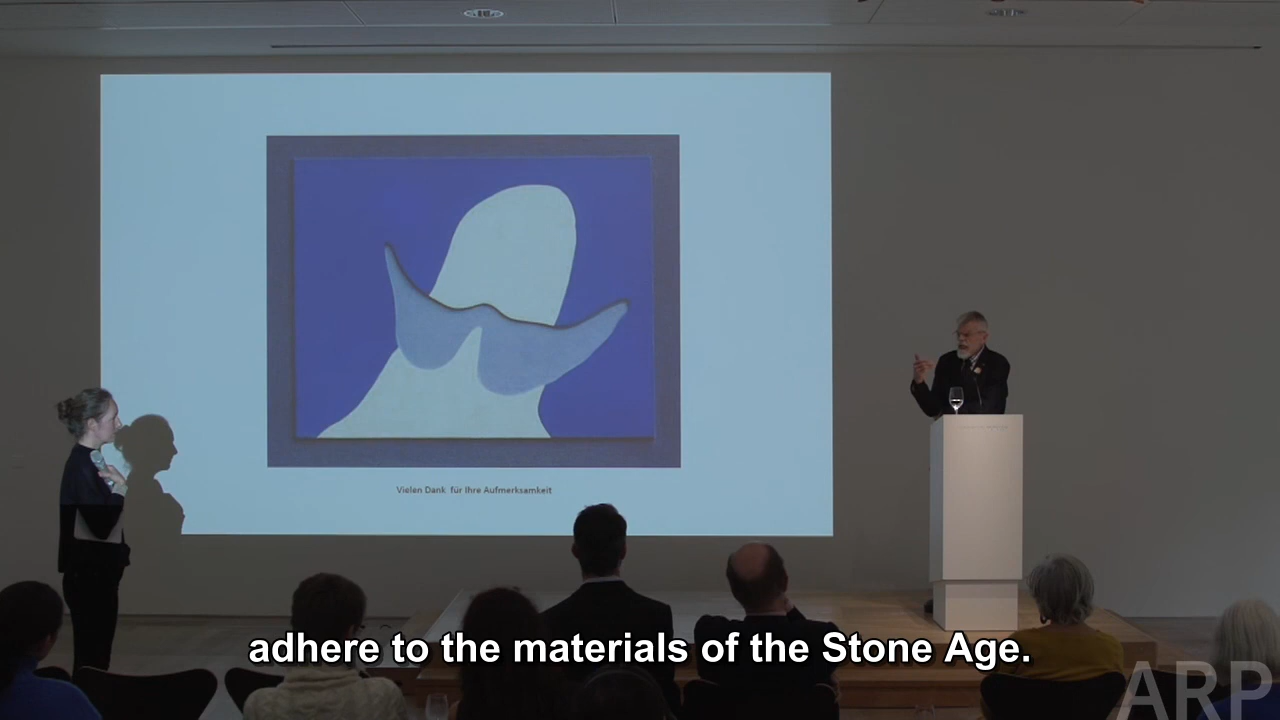 Vielen Dank für Ihre Aufmerksamkeit
adhere to the materials of the Stone Age.
ARP